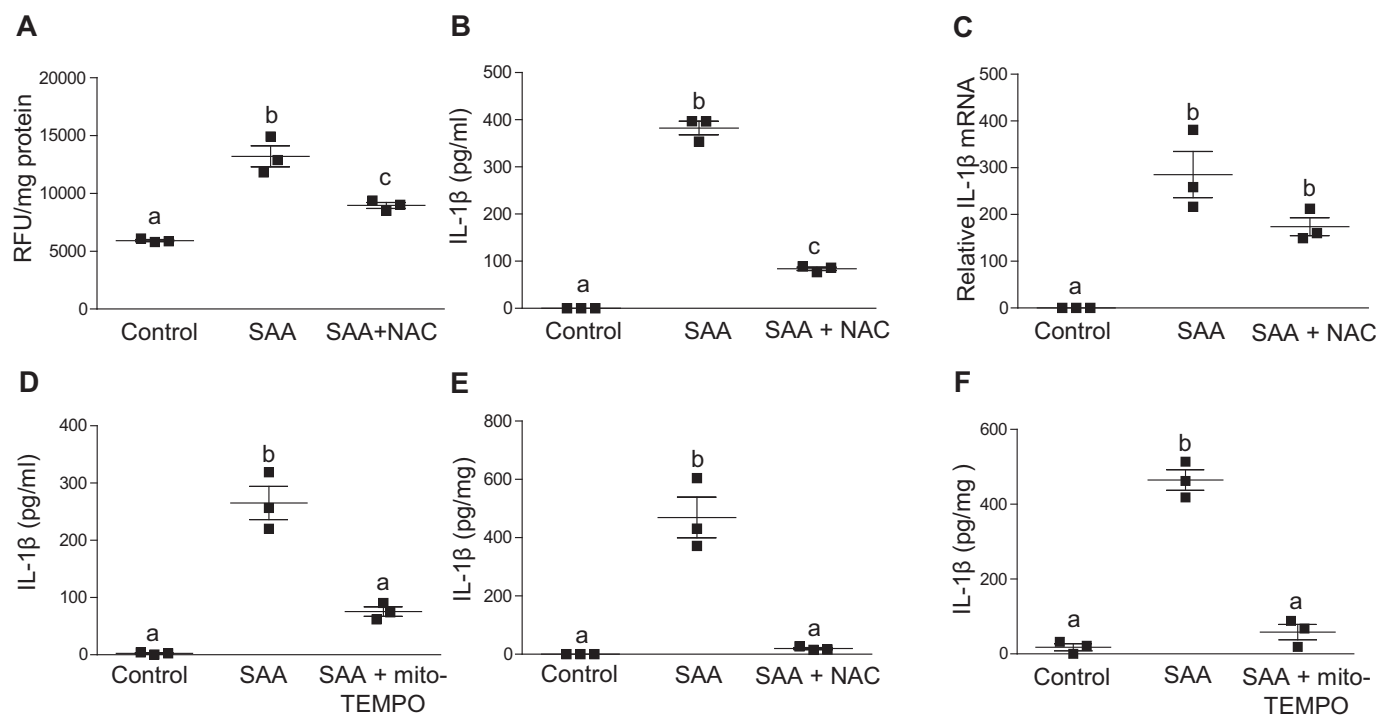 A
RFU/mg protein
20000
15000
10000
5000
0
a
b
c
Control
SAA
SAA+NAC
B
IL-1β (pg/ml)
500
400
300
200
100
0
a
b
c
Control
SAA
SAA + NAC
C
Relative IL-1β mRNA
500
400
300
200
100
0
a
b
b
Control
SAA
SAA + NAC
D
IL-1β (pg/ml)
400
300
200
100
0
a
b
a
Control
SAA
SAA + mito-
TEMPO
E
IL-1β (pg/mg)
800
600
400
200
0
a
b
a
Control
SAA
SAA + NAC
F
IL-1β (pg/mg )
600
400
200
0
a
b
a
Control
SAA
SAA + mito-
TEMPO